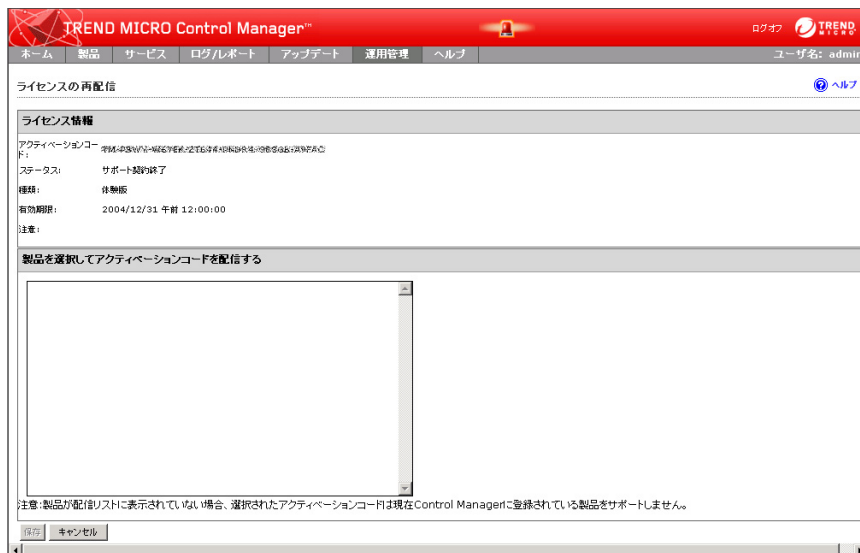 TREND MICRO Control Manager™
ログオフ
TREND MICRO
ホーム 製品 サービス ログ/レポート アップデート 運用管理 ヘルプ ユーザ名: admin
ライセンスの再配信
ヘルプ
ライセンス情報
アクティベーションコード:
ステータス: サポート契約終了
種類: 体験版
有効期限: 2004/12/31 午前 12:00:00
注意:
製品を選択してアクティベーションコードを配信する
注意:製品が配信リストに表示されていない場合、選択されたアクティベーションコードは現在Control Managerに登録されている製品をサポートしません。
保存 キャンセル